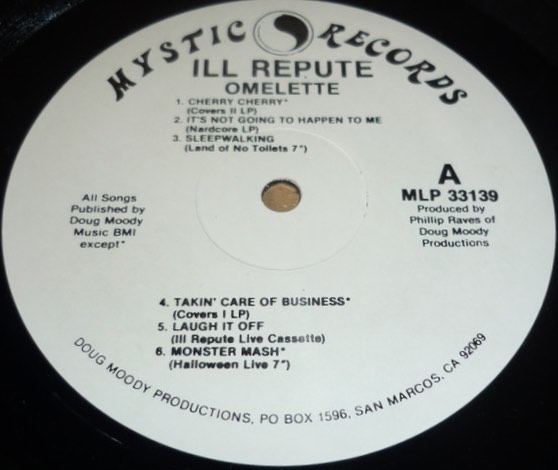 MYSTIC RECORDS
ILL REPUTE
OMELETTE
1. CHERRY CHERRY*
(Covers II LP)
2. IT'S NOT GOING TO HAPPEN TO ME
(Nardcore LP)
3. SLEEPWALKING
(Land of No Toilets 7")
All Songs
Published by
Doug Moody
Music BMI
except*
A
MLP 33139
Produced by
Phillip Raves of
Doug Moody
Productions
4. TAKIN' CARE OF BUSINESS*
(Covers I LP)
5. LAUGH IT OFF
(Ill Repute Live Cassette)
6. MONSTER MASH*
(Halloween Live 7")
DOUG MOODY PRODUCTIONS, PO BOX 1596, SAN MARCOS, CA 92069